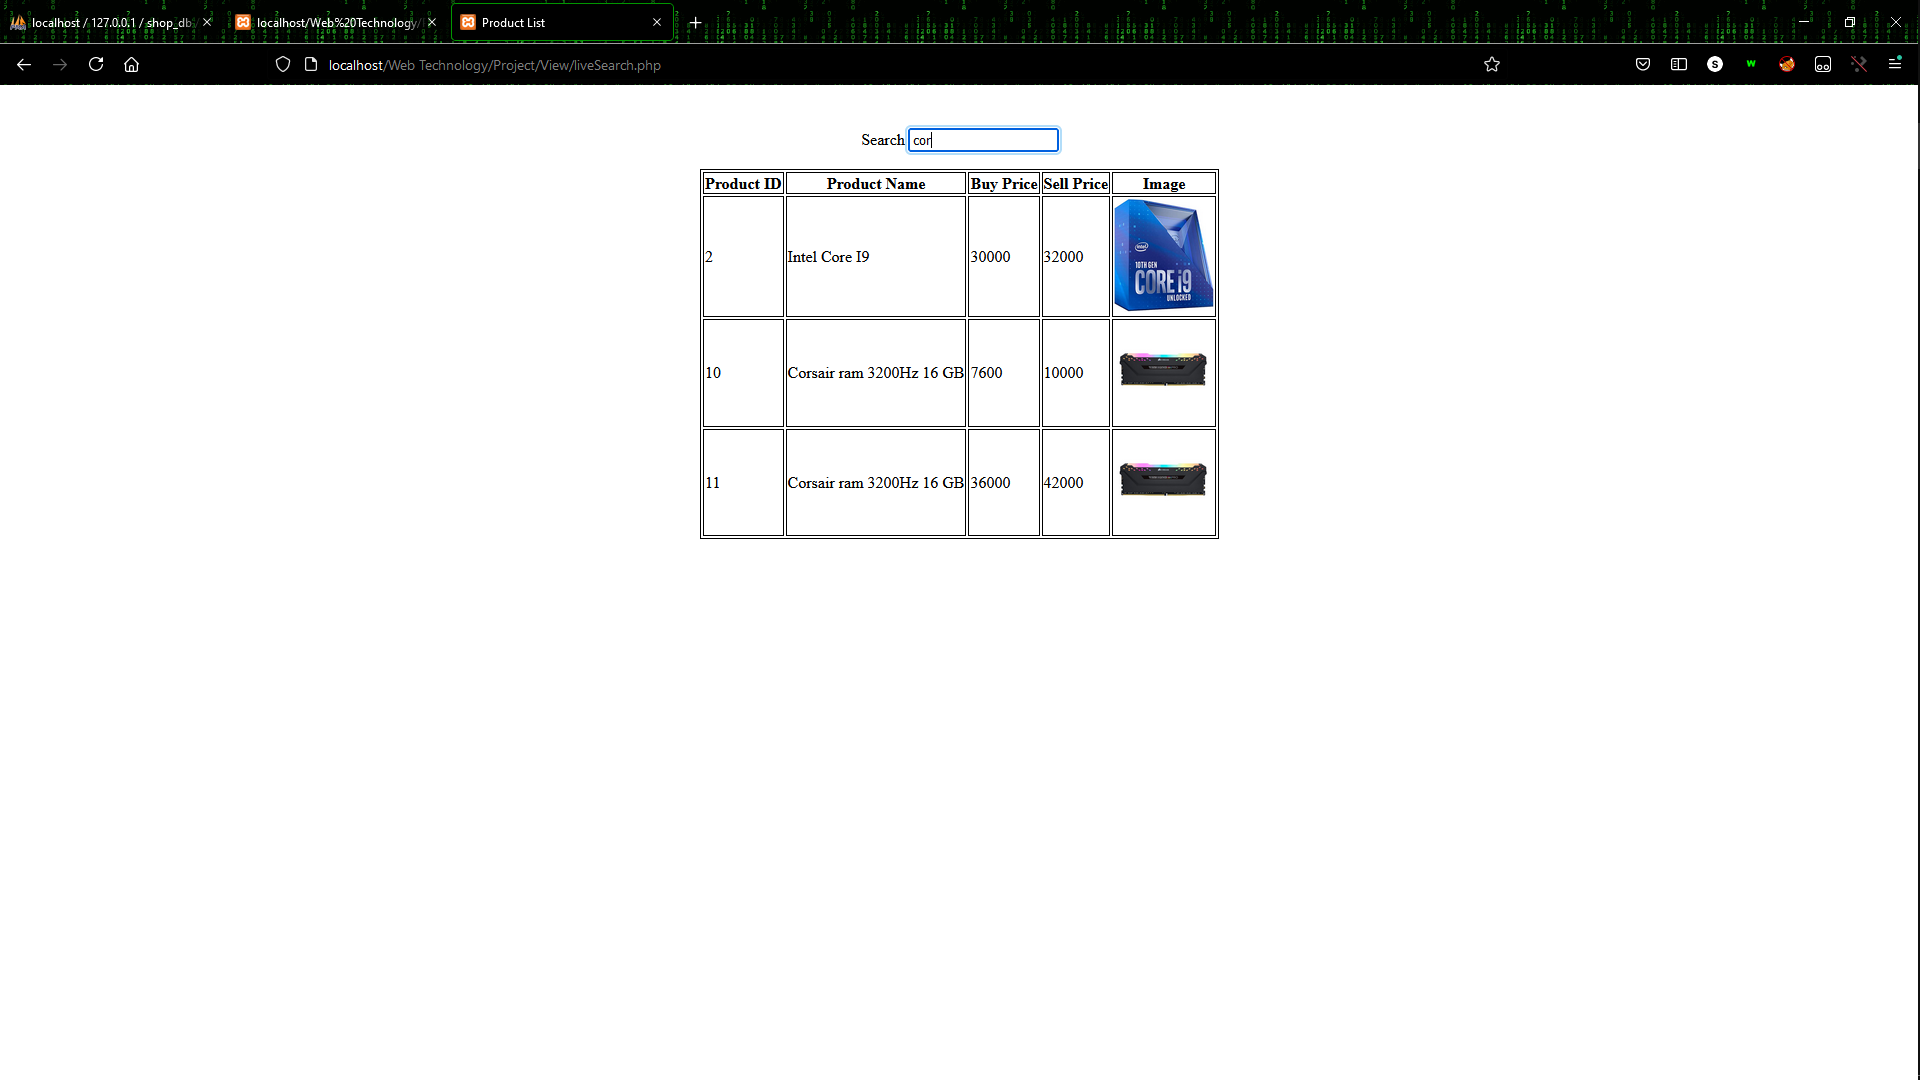 localhost / 127.0.0.1 / shop_db
localhost/Web%20Technology/
Product List
localhost/Web Technology/Project/View/liveSearch.php
Search cor
Product ID Product Name Buy Price Sell Price Image
2 Intel Core I9 30000 32000
intel
10TH GEN
CORE i9
UNLOCKED
10 Corsair ram 3200Hz 16 GB 7600 10000
11 Corsair ram 3200Hz 16 GB 36000 42000